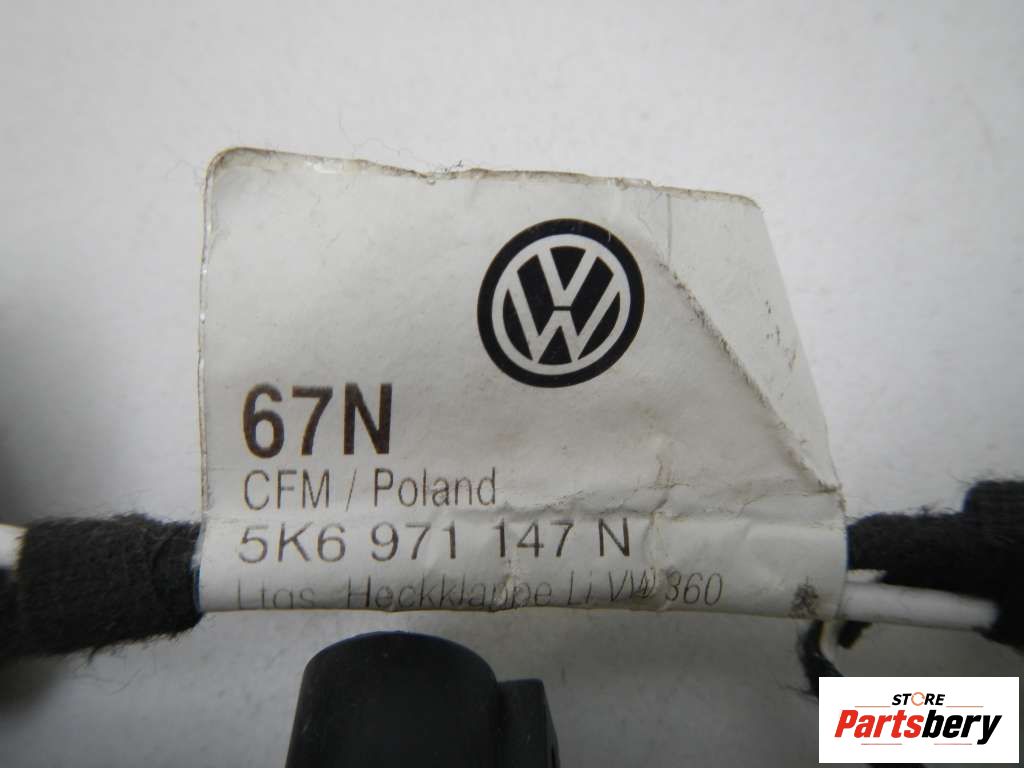 67N
CFM / Poland
5K6 971 147 N
Ltgs. Heckklappe Li VW 360
STORE
Partsbery